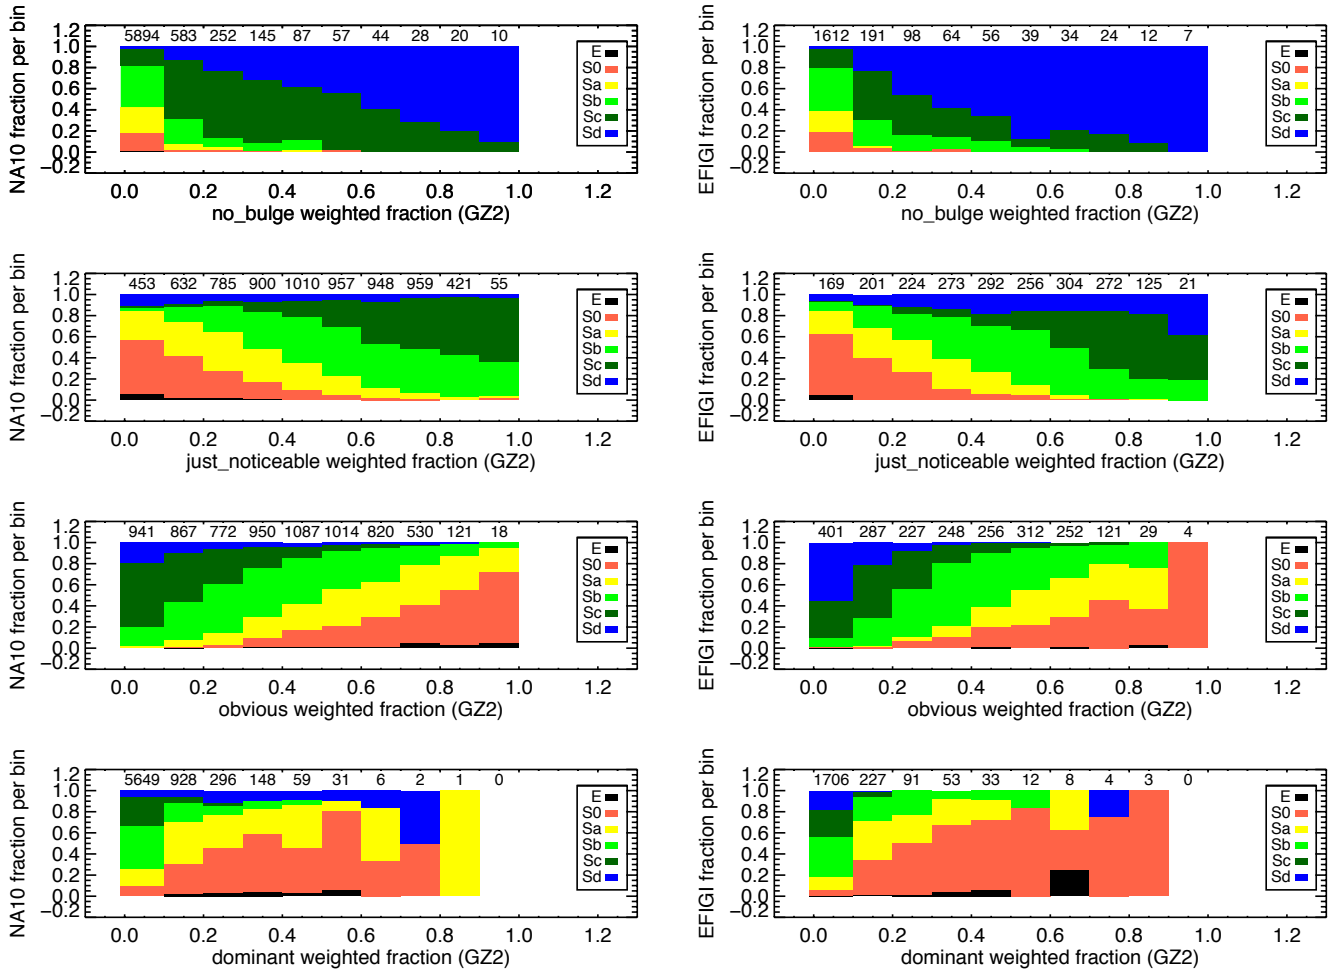 5894 583 252 145 87 57 44 28 20 10
NA10 fraction per bin
1.2
1.0
0.8
0.6
0.4
0.2
0.0
−0.2
E
S0
Sa
Sb
Sc
Sd
0.0 0.2 0.4 0.6 0.8 1.0 1.2
no_bulge weighted fraction (GZ2)
1612 191 98 64 56 39 34 24 12 7
EFIGI fraction per bin
1.2
1.0
0.8
0.6
0.4
0.2
0.0
−0.2
E
S0
Sa
Sb
Sc
Sd
0.0 0.2 0.4 0.6 0.8 1.0 1.2
no_bulge weighted fraction (GZ2)
453 632 785 900 1010 957 948 959 421 55
NA10 fraction per bin
1.2
1.0
0.8
0.6
0.4
0.2
0.0
−0.2
E
S0
Sa
Sb
Sc
Sd
0.0 0.2 0.4 0.6 0.8 1.0 1.2
just_noticeable weighted fraction (GZ2)
169 201 224 273 292 256 304 272 125 21
EFIGI fraction per bin
1.2
1.0
0.8
0.6
0.4
0.2
0.0
−0.2
E
S0
Sa
Sb
Sc
Sd
0.0 0.2 0.4 0.6 0.8 1.0 1.2
just_noticeable weighted fraction (GZ2)
941 867 772 950 1087 1014 820 530 121 18
NA10 fraction per bin
1.2
1.0
0.8
0.6
0.4
0.2
0.0
−0.2
E
S0
Sa
Sb
Sc
Sd
0.0 0.2 0.4 0.6 0.8 1.0 1.2
obvious weighted fraction (GZ2)
401 287 227 248 256 312 252 121 29 4
EFIGI fraction per bin
1.2
1.0
0.8
0.6
0.4
0.2
0.0
−0.2
E
S0
Sa
Sb
Sc
Sd
0.0 0.2 0.4 0.6 0.8 1.0 1.2
obvious weighted fraction (GZ2)
5649 928 296 148 59 31 6 2 1 0
NA10 fraction per bin
1.2
1.0
0.8
0.6
0.4
0.2
0.0
−0.2
E
S0
Sa
Sb
Sc
Sd
0.0 0.2 0.4 0.6 0.8 1.0 1.2
dominant weighted fraction (GZ2)
1706 227 91 53 33 12 8 4 3 0
EFIGI fraction per bin
1.2
1.0
0.8
0.6
0.4
0.2
0.0
−0.2
E
S0
Sa
Sb
Sc
Sd
0.0 0.2 0.4 0.6 0.8 1.0 1.2
dominant weighted fraction (GZ2)